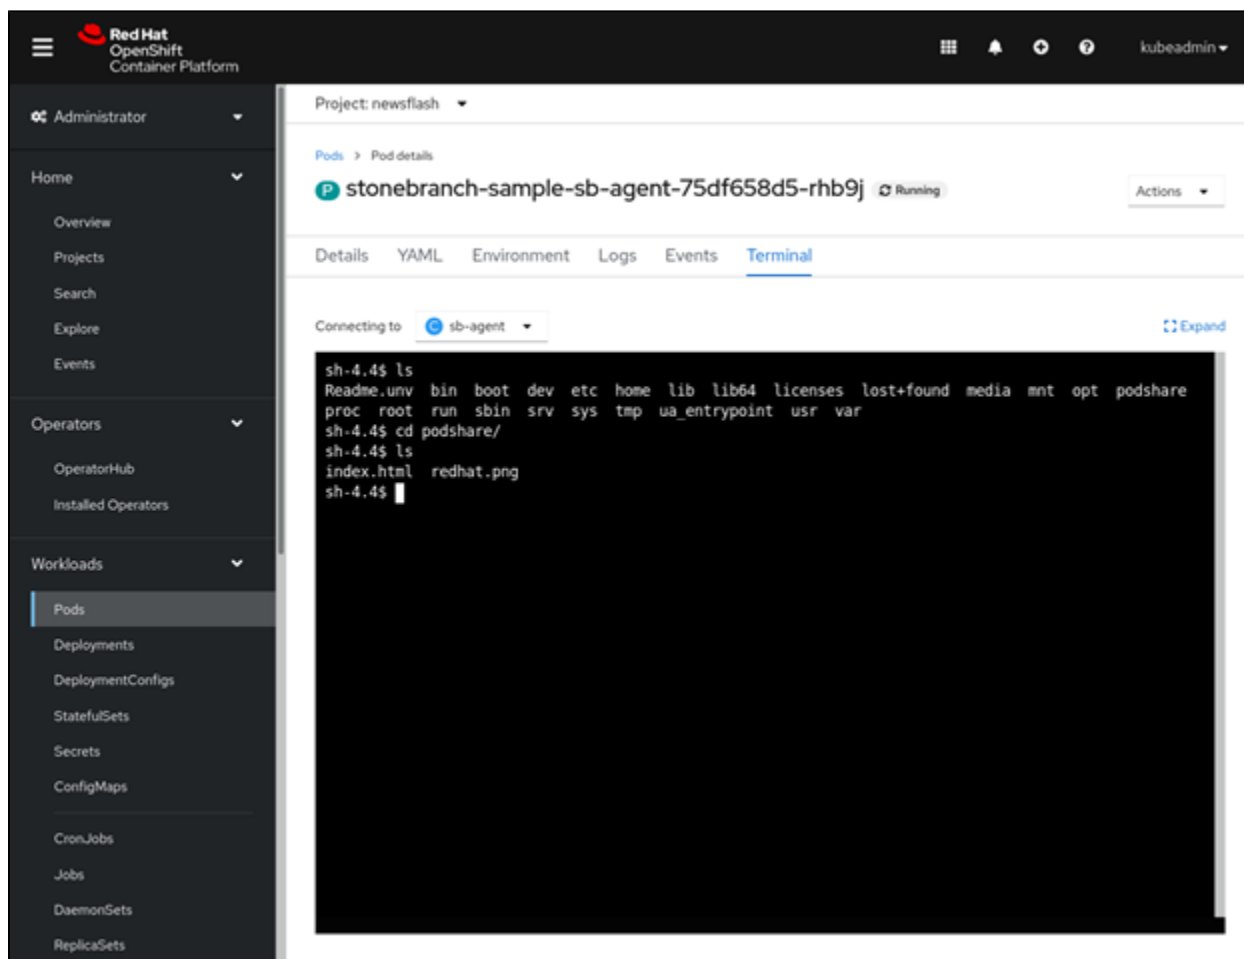 Red Hat
OpenShift
Container Platform
kubeadmin
Administrator
Home
Overview
Projects
Search
Explore
Events
Operators
OperatorHub
Installed Operators
Workloads
Pods
Deployments
DeploymentConfigs
StatefulSets
Secrets
ConfigMaps
CronJobs
Jobs
DaemonSets
ReplicaSets
Project: newsflash
Pods > Pod details
P stonebranch-sample-sb-agent-75df658d5-rhb9j Running
Actions
Details YAML Environment Logs Events Terminal
Connecting to C sb-agent
Expand
sh-4.4$ ls
Readme.unv bin boot dev etc home lib lib64 licenses lost+found media mnt opt podshare
proc root run sbin srv sys tmp ua_entrypoint usr var
sh-4.4$ cd podshare/
sh-4.4$ ls
index.html redhat.png
sh-4.4$